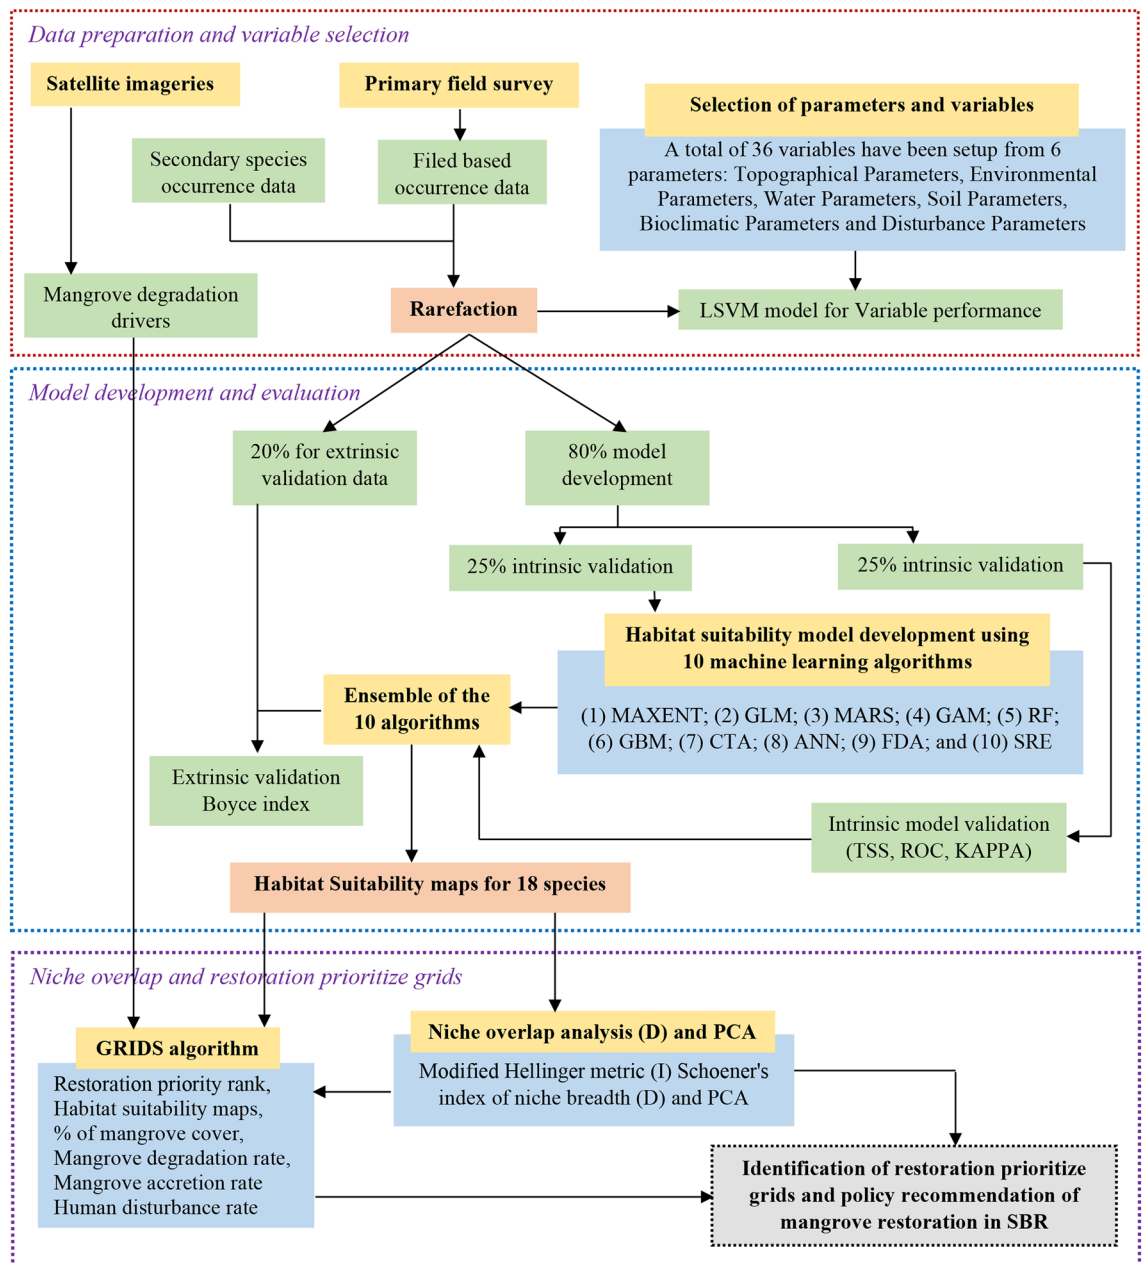 Data preparation and variable selection
Satellite imageries
Primary field survey
Selection of parameters and variables
A total of 36 variables have been setup from 6
parameters: Topographical Parameters, Environmental
Parameters, Water Parameters, Soil Parameters,
Bioclimatic Parameters and Disturbance Parameters
Secondary species
occurrence data
Filed based
occurrence data
Mangrove degradation
drivers
Rarefaction
LSVM model for Variable performance
Model development and evaluation
20% for extrinsic
validation data
80% model
development
25% intrinsic validation
25% intrinsic validation
Habitat suitability model development using
10 machine learning algorithms
(1) MAXENT; (2) GLM; (3) MARS; (4) GAM; (5) RF;
(6) GBM; (7) CTA; (8) ANN; (9) FDA; and (10) SRE
Ensemble of the
10 algorithms
Extrinsic validation
Boyce index
Intrinsic model validation
(TSS, ROC, KAPPA)
Habitat Suitability maps for 18 species
Niche overlap and restoration prioritize grids
GRIDS algorithm
Restoration priority rank,
Habitat suitability maps,
% of mangrove cover,
Mangrove degradation rate,
Mangrove accretion rate
Human disturbance rate
Niche overlap analysis (D) and PCA
Modified Hellinger metric (I) Schoener's
index of niche breadth (D) and PCA
Identification of restoration prioritize
grids and policy recommendation of
mangrove restoration in SBR